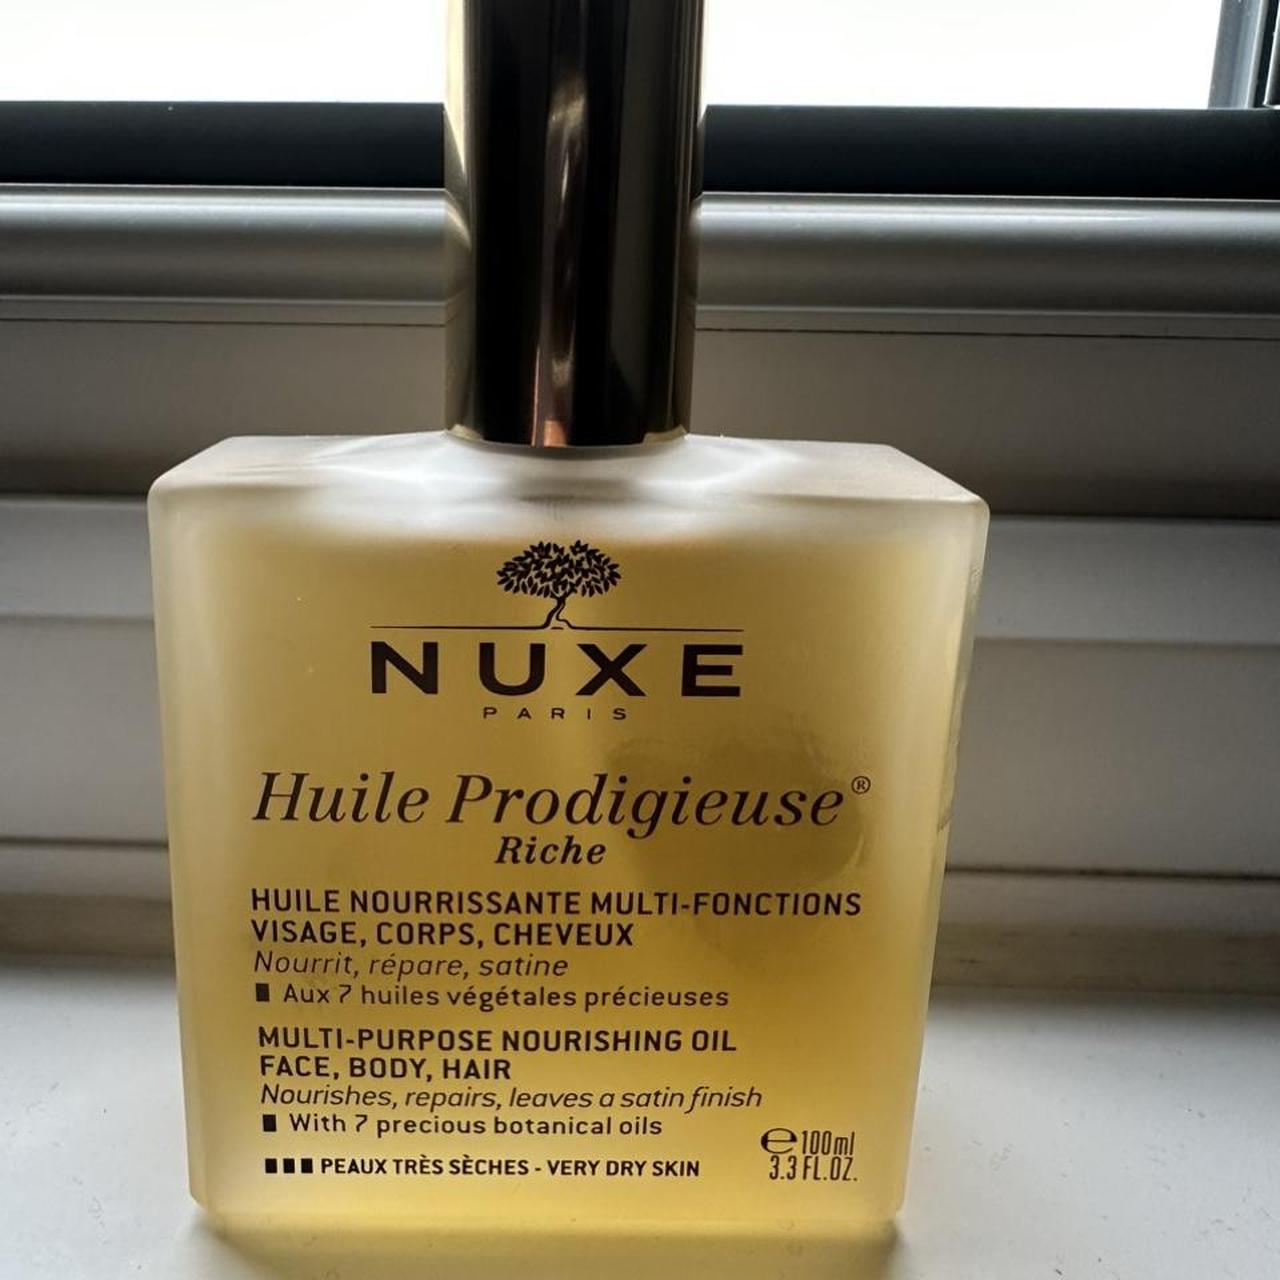 NUXE
PARIS
Huile Prodigieuse®
Riche
HUILE NOURRISSANTE MULTI-FONCTIONS
VISAGE, CORPS, CHEVEUX
Nourrit, répare, satine
■ Aux 7 huiles végétales précieuses
MULTI-PURPOSE NOURISHING OIL
FACE, BODY, HAIR
Nourishes, repairs, leaves a satin finish
■ With 7 precious botanical oils
■■■ PEAUX TRÈS SÈCHES - VERY DRY SKIN
℮ 100ml
3.3 FL.OZ.